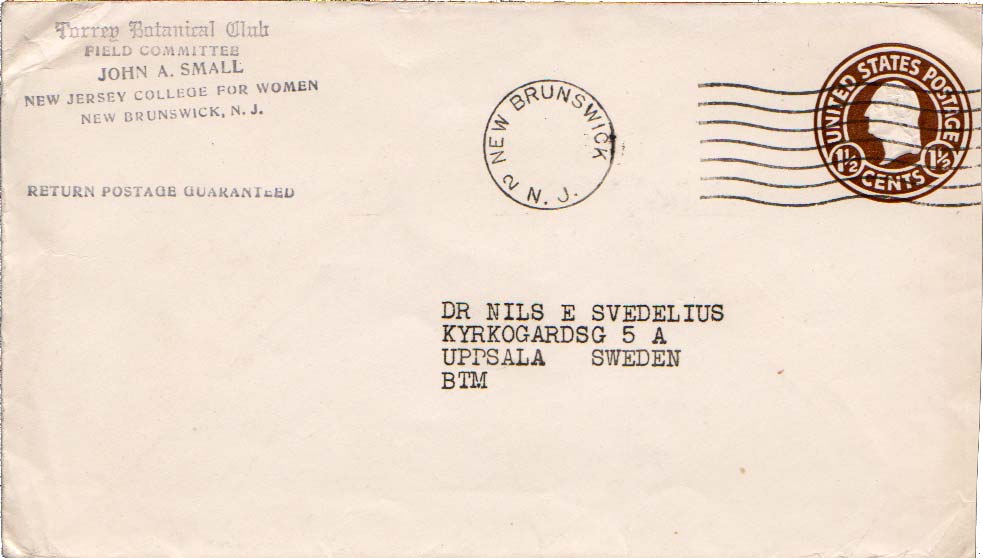 Torrey Botanical Club
FIELD COMMITTEE
JOHN A. SMALL
NEW JERSEY COLLEGE FOR WOMEN
NEW BRUNSWICK, N. J.
RETURN POSTAGE GUARANTEED
NEW BRUNSWICK
2 N. J.
UNITED STATES POSTAGE
1½ CENTS 1½
DR NILS E SVEDELIUS
KYRKOGARDSG 5 A
UPPSALA SWEDEN
BTM